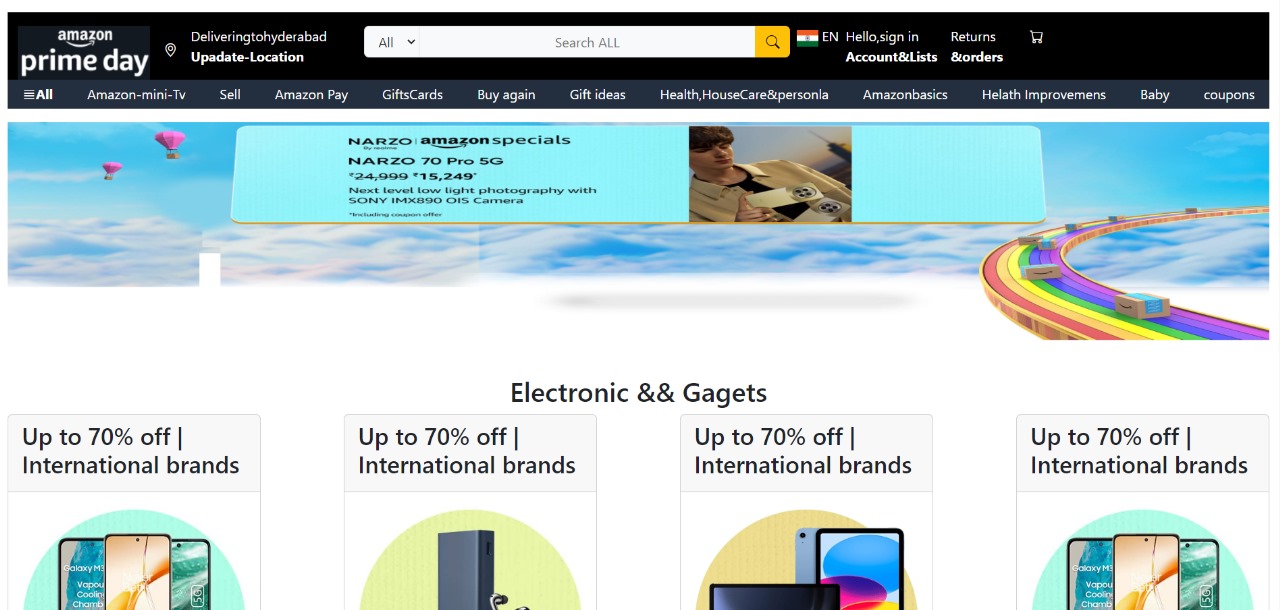 amazon
prime day
Deliveringtohyderabad
Upadate-Location
All
Search ALL
EN
Hello,sign in
Account&Lists
Returns
&orders
All
Amazon-mini-Tv
Sell
Amazon Pay
GiftsCards
Buy again
Gift ideas
Health,HouseCare&personla
Amazonbasics
Helath Improvemens
Baby
coupons
NARZO | amazon specials
By realme
NARZO 70 Pro 5G
₹24,999 ₹15,249*
Next level low light photography with
SONY IMX890 OIS Camera
*Including coupon offer
Electronic && Gagets
Up to 70% off |
International brands
Up to 70% off |
International brands
Up to 70% off |
International brands
Up to 70% off |
International brands
Galaxy M3
Vapou
Coolin
Chamb
5G
Galaxy M3
Vapou
Coolin
Chamb
5G